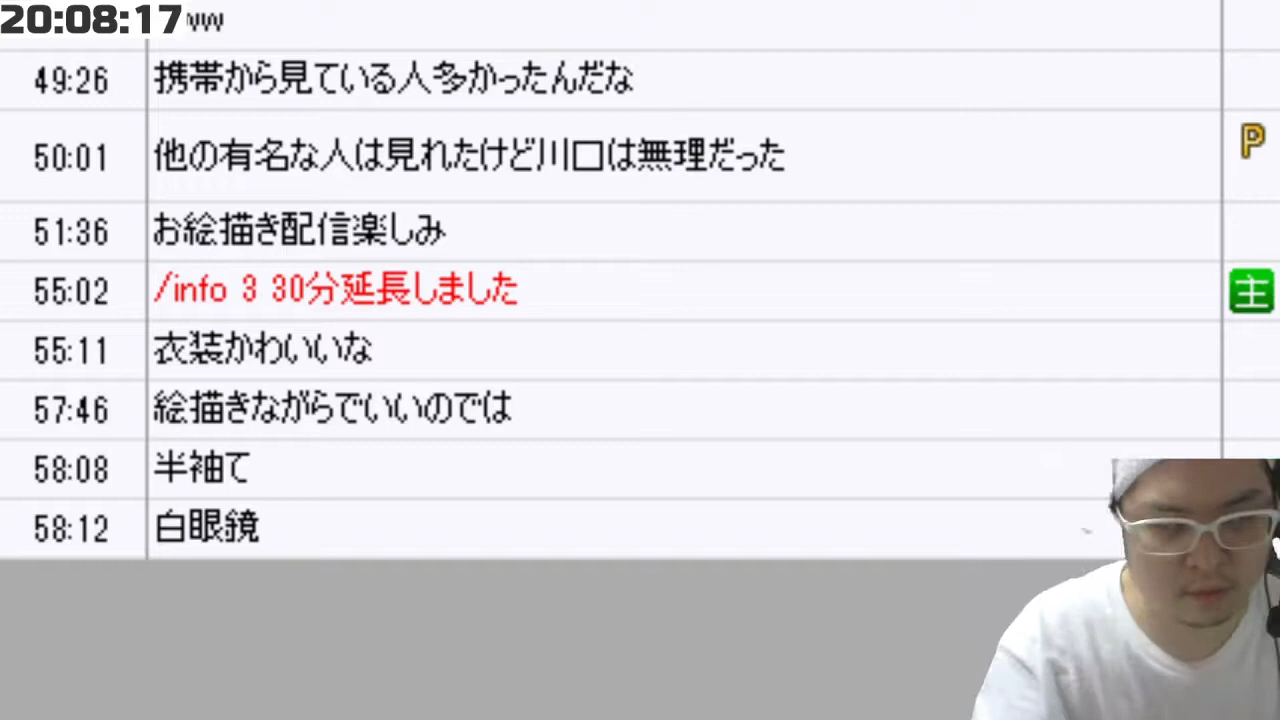 20:08:17 ww
49:26 携帯から見ている人多かったんだな
50:01 他の有名な人は見れたけど川口は無理だった P
51:36 お絵描き配信楽しみ
55:02 /info 3 30分延長しました 主
55:11 衣装かわいいな
57:46 絵描きながらでいいのでは
58:08 半袖て
58:12 白眼鏡